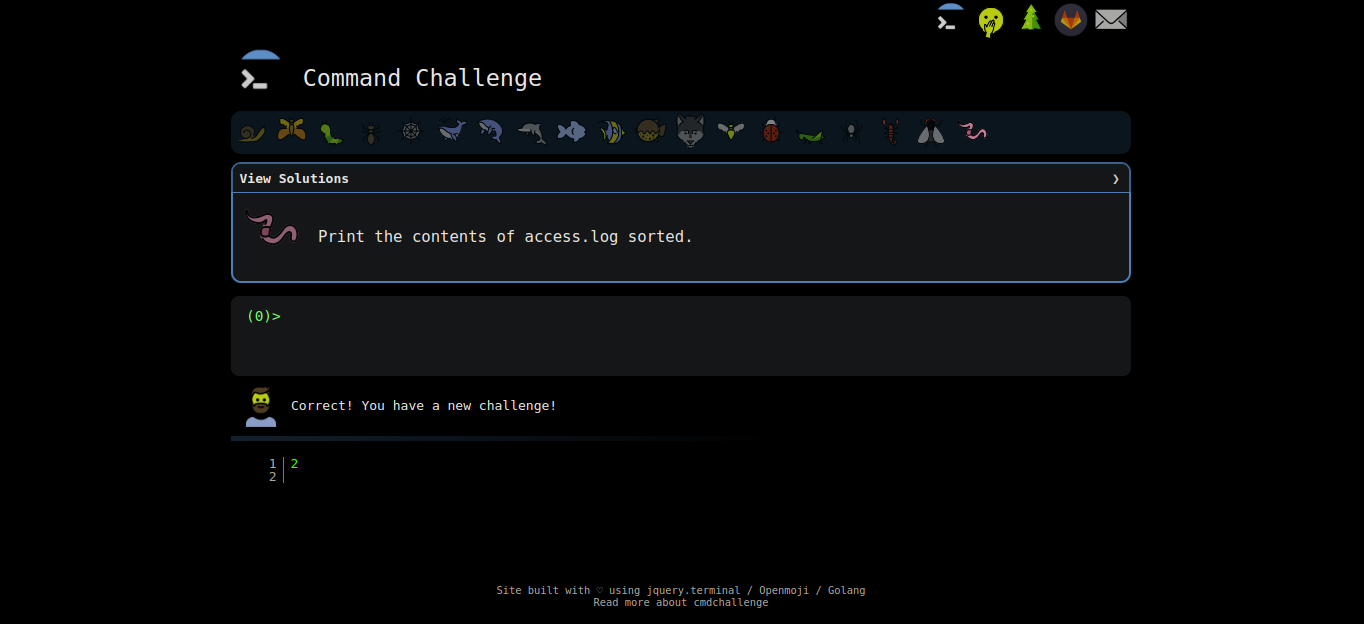 Command Challenge
View Solutions ❯
Print the contents of access.log sorted.
(0)>
Correct! You have a new challenge!
1 2
2
Site built with ♡ using jquery.terminal / Openmoji / Golang
Read more about cmdchallenge